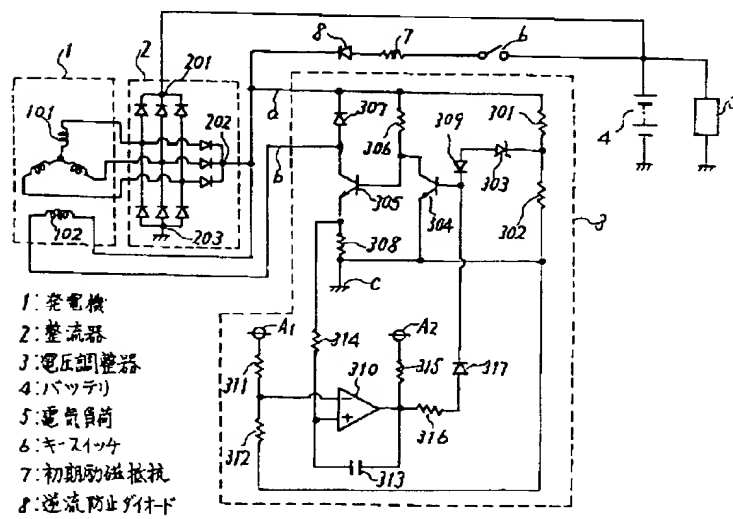 1
2
201
8
7
6
101
202
a
307
306
309
301
b
303
4
5
305
304
302
3
102
203
308
C
A1
314
A2
311
310
315
317
316
312
313
1:発電機
2:整流器
3:電圧調整器
4:バッテリ
5:電気負荷
6:キースイッチ
7:初期励磁抵抗
8:逆流防止ダイオード